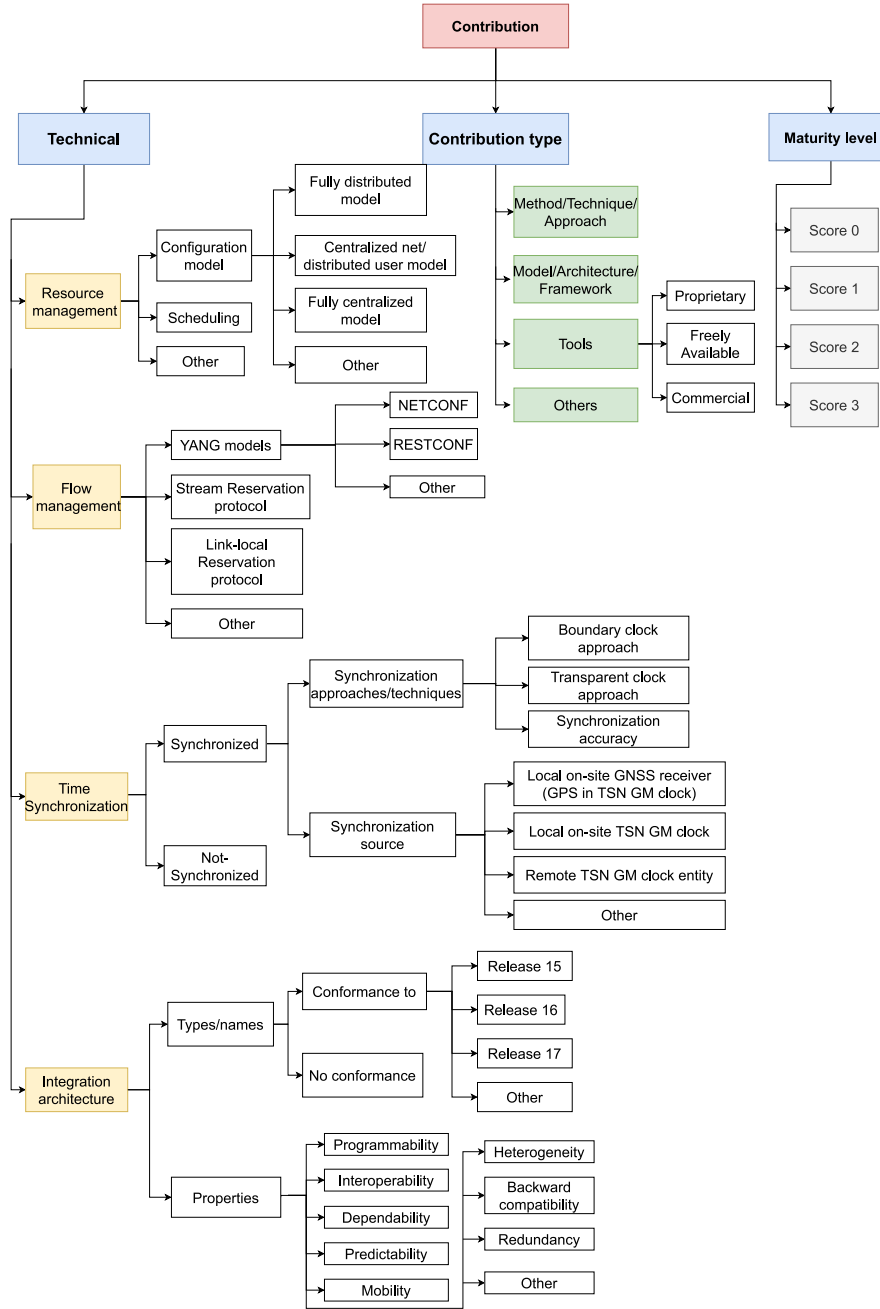 Contribution
Technical
Contribution type
Maturity level
Resource
management
Configuration
model
Fully distributed
model
Centralized net/
distributed user model
Fully centralized
model
Other
Scheduling
Other
Flow
management
YANG models
NETCONF
RESTCONF
Other
Stream Reservation
protocol
Link-local
Reservation
protocol
Other
Time
Synchronization
Synchronized
Synchronization
approaches/techniques
Boundary clock
approach
Transparent clock
approach
Synchronization
accuracy
Synchronization
source
Local on-site GNSS receiver
(GPS in TSN GM clock)
Local on-site TSN GM clock
Remote TSN GM clock entity
Other
Not-
Synchronized
Integration
architecture
Types/names
Conformance to
Release 15
Release 16
Release 17
Other
No conformance
Properties
Programmability
Interoperability
Dependability
Predictability
Mobility
Heterogeneity
Backward
compatibility
Redundancy
Other
Method/Technique/
Approach
Model/Architecture/
Framework
Tools
Proprietary
Freely
Available
Commercial
Others
Score 0
Score 1
Score 2
Score 3